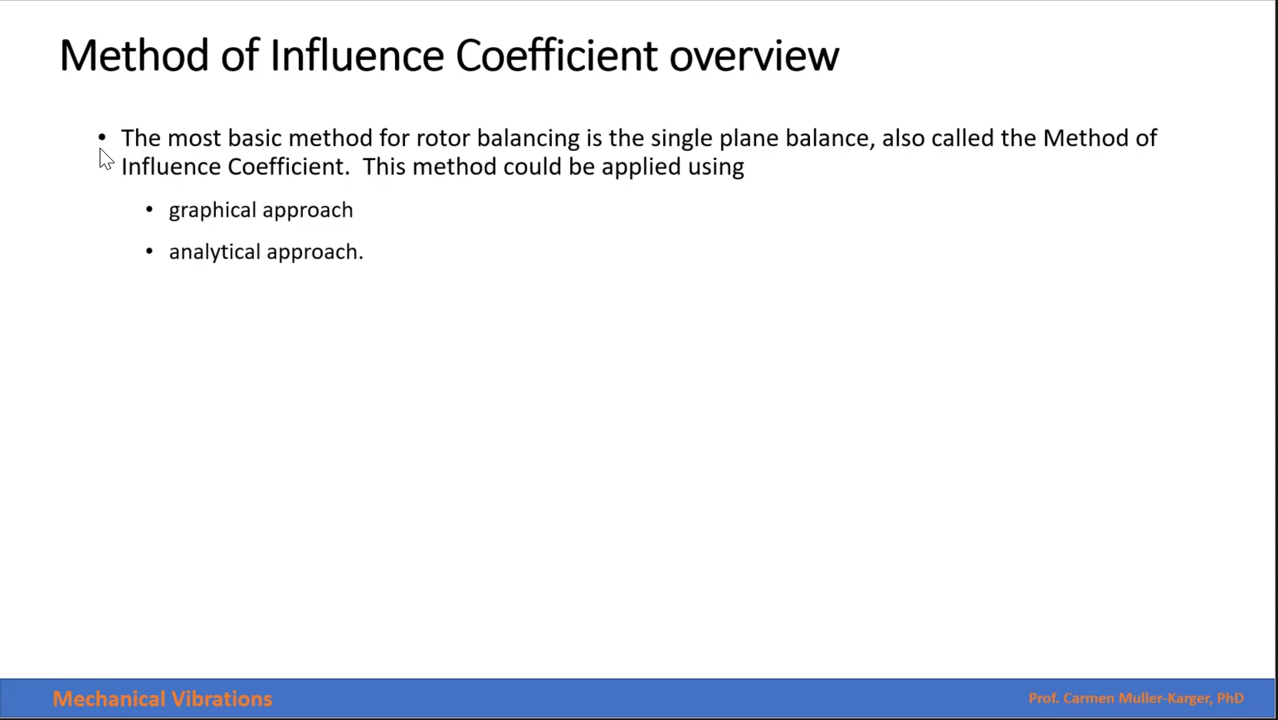 Method of Influence Coefficient overview
• The most basic method for rotor balancing is the single plane balance, also called the Method of
Influence Coefficient.  This method could be applied using
• graphical approach
• analytical approach.
Mechanical Vibrations
Prof. Carmen Muller-Karger, PhD